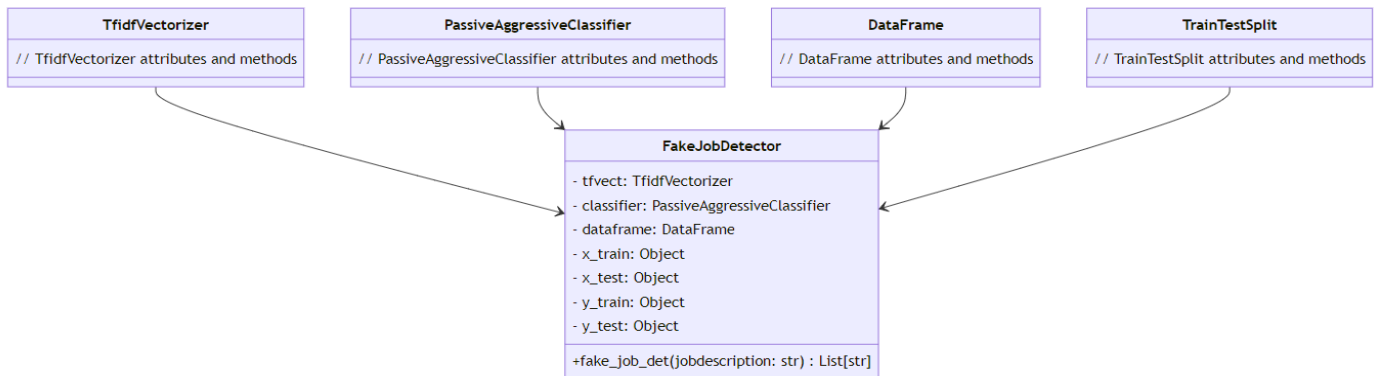 TfidfVectorizer
// TfidfVectorizer attributes and methods
PassiveAggressiveClassifier
// PassiveAggressiveClassifier attributes and methods
DataFrame
// DataFrame attributes and methods
TrainTestSplit
// TrainTestSplit attributes and methods
FakeJobDetector
- tfvect: TfidfVectorizer
- classifier: PassiveAggressiveClassifier
- dataframe: DataFrame
- x_train: Object
- x_test: Object
- y_train: Object
- y_test: Object
+fake_job_det(jobdescription: str) : List[str]